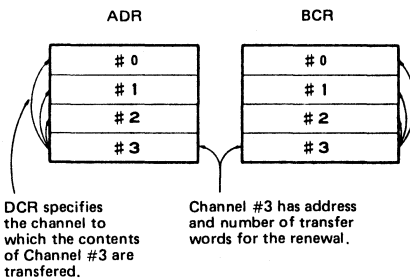 ADR BCR
# 0 # 0
# 1 # 1
# 2 # 2
# 3 # 3
DCR specifies
the channel to
which the contents
of Channel #3 are
transfered.
Channel #3 has address
and number of transfer
words for the renewal.